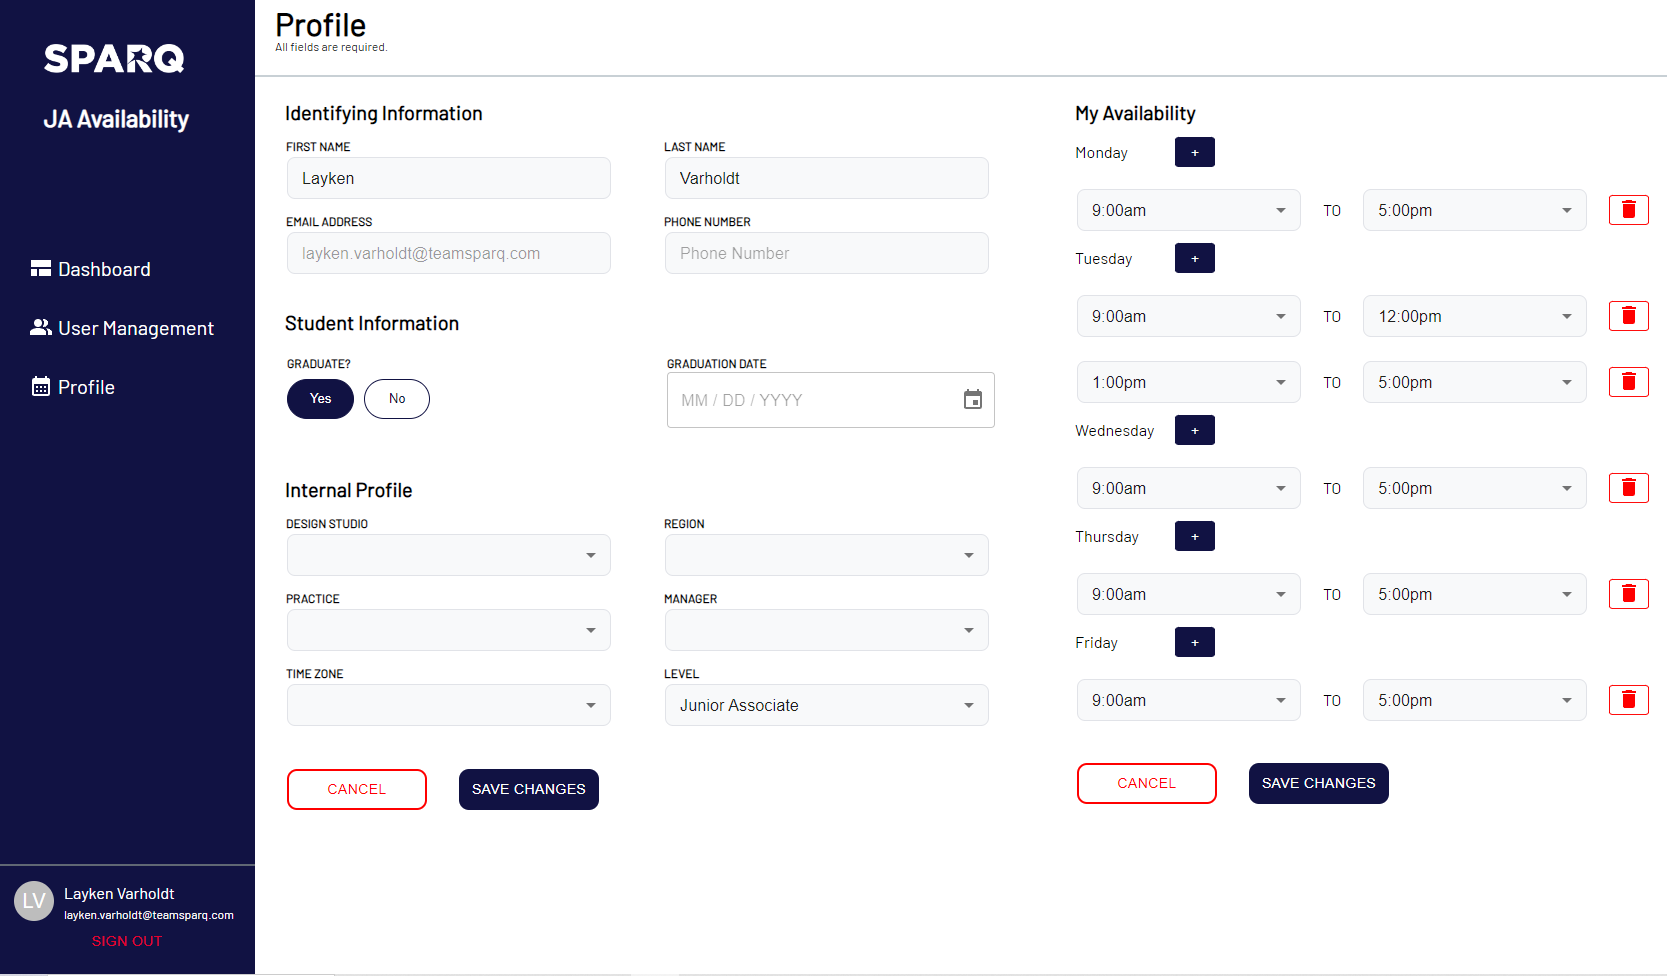 SPARQ
JA Availability
Dashboard
User Management
Profile
LV
Layken Varholdt
layken.varholdt@teamsparq.com
SIGN OUT
Profile
All fields are required.
Identifying Information
FIRST NAME
Layken
LAST NAME
Varholdt
EMAIL ADDRESS
layken.varholdt@teamsparq.com
PHONE NUMBER
Phone Number
Student Information
GRADUATE?
Yes
No
GRADUATION DATE
MM / DD / YYYY
Internal Profile
DESIGN STUDIO
REGION
PRACTICE
MANAGER
TIME ZONE
LEVEL
Junior Associate
CANCEL
SAVE CHANGES
My Availability
Monday +
9:00am TO 5:00pm
Tuesday +
9:00am TO 12:00pm
1:00pm TO 5:00pm
Wednesday +
9:00am TO 5:00pm
Thursday +
9:00am TO 5:00pm
Friday +
9:00am TO 5:00pm
CANCEL
SAVE CHANGES